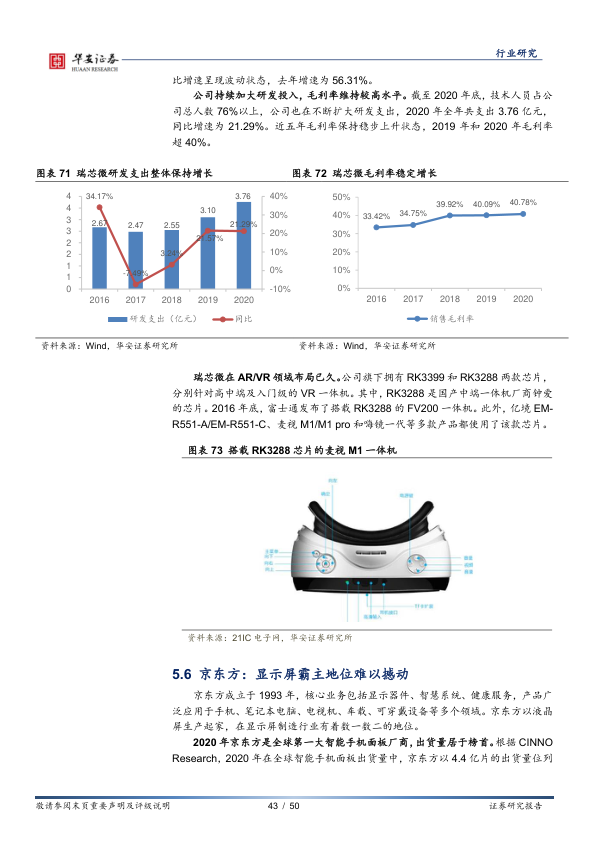 华安证券
HUAAN RESEARCH
行业研究
比增速呈现波动状态，去年增速为 56.31%。
公司持续加大研发投入，毛利率维持较高水平。截至 2020 年底，技术人员占公
司总人数 76%以上，公司也在不断扩大研发支出，2020 年全年共支出 3.76 亿元，
同比增速为 21.29%。近五年毛利率保持稳步上升状态，2019 年和 2020 年毛利率
超 40%。
图表 71 瑞芯微研发支出整体保持增长
图表 72 瑞芯微毛利率稳定增长
4
4
3
3
2
2
1
1
0
34.17%
2.67
2.47
2.55
3.10
3.76
-7.49%
3.24%
21.57%
21.29%
40%
30%
20%
10%
0%
-10%
2016 2017 2018 2019 2020
研发支出（亿元） 同比
50%
40%
30%
20%
10%
0%
33.42% 34.75% 39.92% 40.09% 40.78%
2016 2017 2018 2019 2020
销售毛利率
资料来源：Wind，华安证券研究所
资料来源：Wind，华安证券研究所
瑞芯微在 AR/VR 领域布局已久。公司旗下拥有 RK3399 和 RK3288 两款芯片，
分别针对高中端及入门级的 VR 一体机。其中，RK3288 是国产中端一体机厂商钟爱
的芯片。2016 年底，富士通发布了搭载 RK3288 的 FV200 一体机。此外，亿境 EM-
R551-A/EM-R551-C、麦视 M1/M1 pro 和嗨镜一代等多款产品都使用了该款芯片。
图表 73 搭载 RK3288 芯片的麦视 M1 一体机
资料来源：21IC 电子网，华安证券研究所
5.6 京东方：显示屏霸主地位难以撼动
京东方成立于 1993 年，核心业务包括显示器件、智慧系统、健康服务，产品广
泛应用于手机、笔记本电脑、电视机、车载、可穿戴设备等多个领域。京东方以液晶
屏生产起家，在显示屏制造行业有着数一数二的地位。
2020 年京东方是全球第一大智能手机面板厂商，出货量居于榜首。根据 CINNO
Research，2020 年在全球智能手机面板出货量中，京东方以 4.4 亿片的出货量位列
敬请参阅末页重要声明及评级说明
43 / 50
证券研究报告